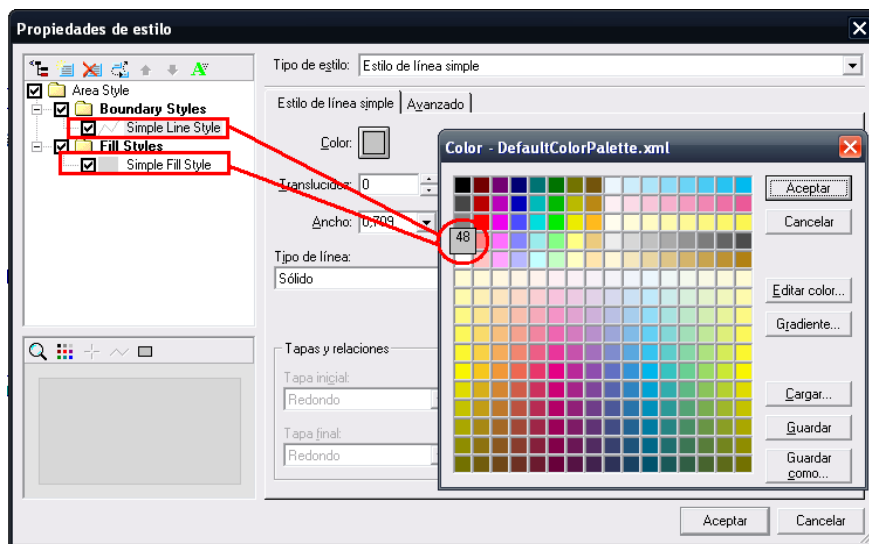 Propiedades de estilo
Area Style
Boundary Styles
Simple Line Style
Fill Styles
Simple Fill Style
Tipo de estilo: Estilo de línea simple
Estilo de línea simple
Avanzado
Color:
Translucidez: 0
Ancho: 0,709
Tipo de línea:
Sólido
Tapas y relaciones
Tapa inicial:
Redondo
Tapa final:
Redondo
Color - DefaultColorPalette.xml
48
Aceptar
Cancelar
Editar color...
Gradiente...
Cargar...
Guardar
Guardar como...
Aceptar
Cancelar